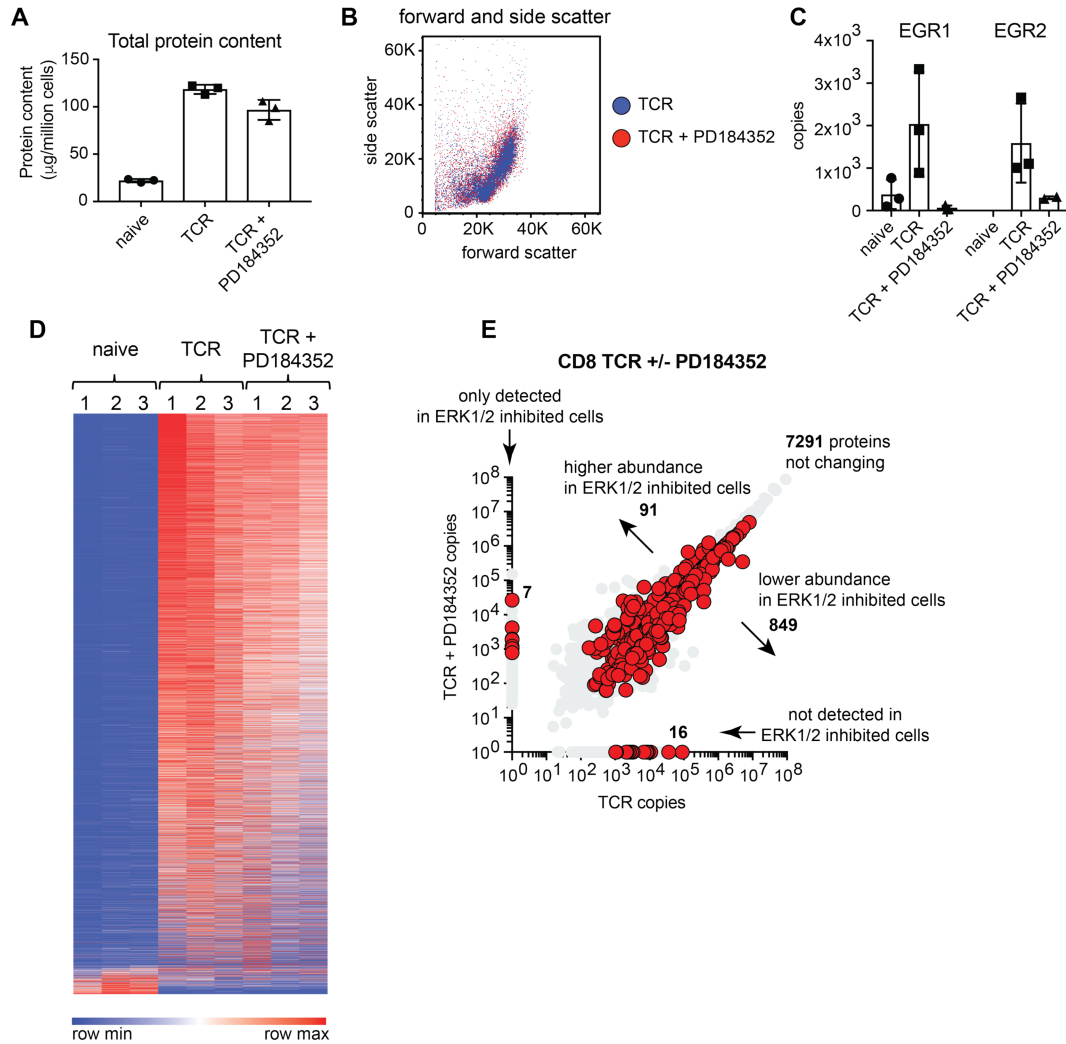 A
Total protein content
Protein content
(μg/million cells)
150
100
50
0
naive
TCR
TCR +
PD184352
B
forward and side scatter
side scatter
60K
40K
20K
0
0
20K
40K
60K
forward scatter
TCR
TCR + PD184352
C
EGR1
EGR2
copies
4x10³
3x10³
2x10³
1x10³
0
naive
TCR
TCR + PD184352
naive
TCR
TCR + PD184352
D
naive
TCR
TCR +
PD184352
1 2 3 1 2 3 1 2 3
row min
row max
E
CD8 TCR +/- PD184352
only detected
in ERK1/2 inhibited cells
higher abundance
in ERK1/2 inhibited cells
91
7291 proteins
not changing
lower abundance
in ERK1/2 inhibited cells
849
7
16
not detected in
ERK1/2 inhibited cells
TCR + PD184352 copies
10⁸
10⁷
10⁶
10⁵
10⁴
10³
10²
10¹
10⁰
10⁰ 10¹ 10² 10³ 10⁴ 10⁵ 10⁶ 10⁷ 10⁸
TCR copies